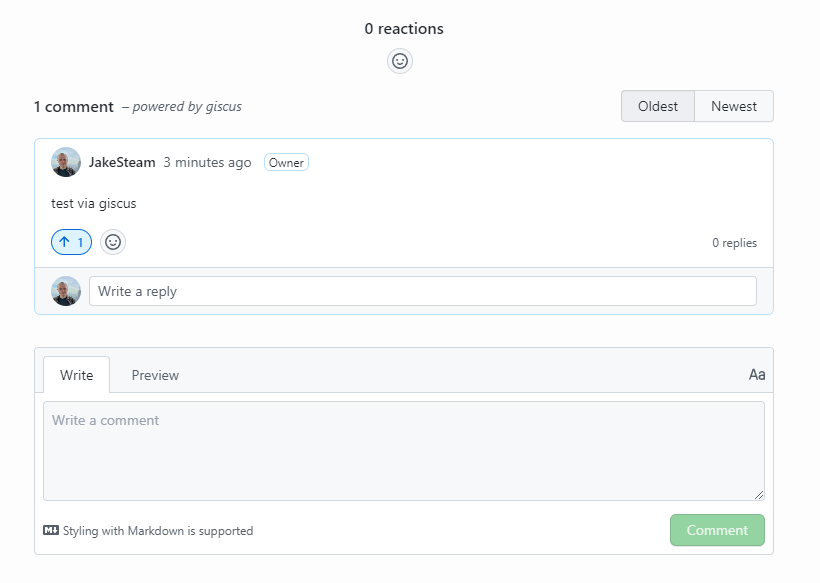 0 reactions
1 comment – powered by giscus
Oldest Newest
JakeSteam 3 minutes ago Owner
test via giscus
1
0 replies
Write a reply
Write Preview Aa
Write a comment
Styling with Markdown is supported
Comment